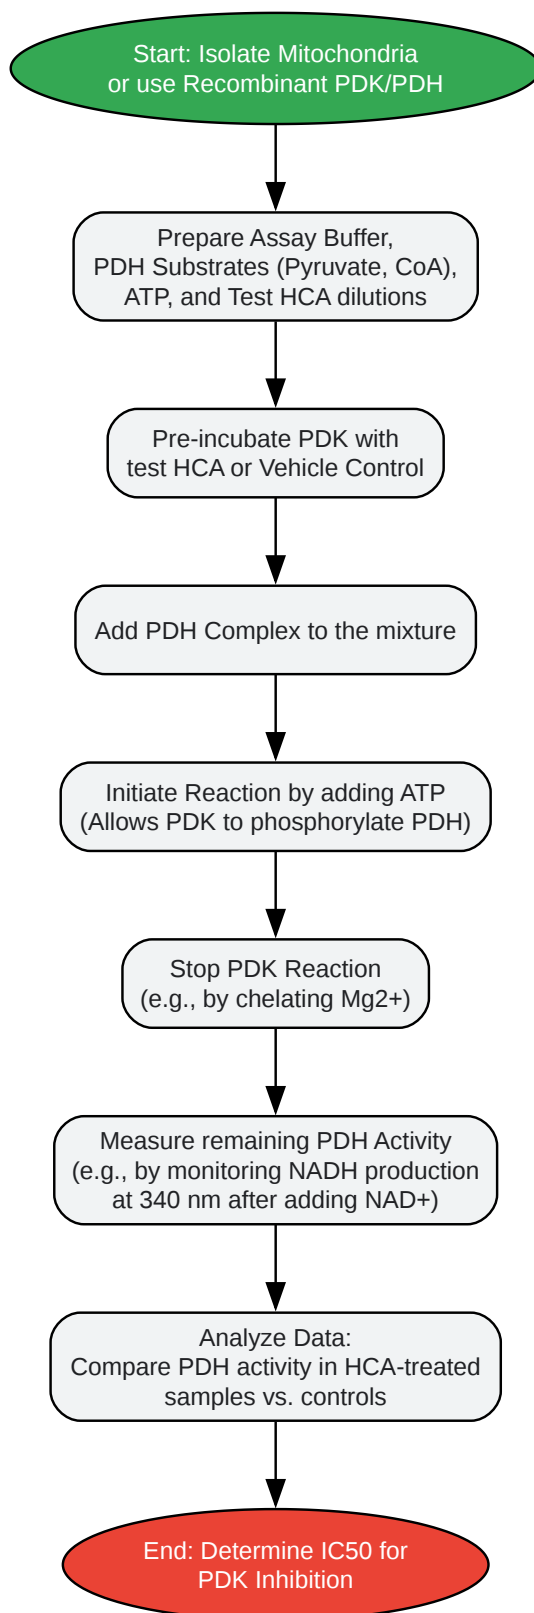 Start: Isolate Mitochondria
or use Recombinant PDK/PDH
Prepare Assay Buffer,
PDH Substrates (Pyruvate, CoA),
ATP, and Test HCA dilutions
Pre-incubate PDK with
test HCA or Vehicle Control
Add PDH Complex to the mixture
Initiate Reaction by adding ATP
(Allows PDK to phosphorylate PDH)
Stop PDK Reaction
(e.g., by chelating Mg2+)
Measure remaining PDH Activity
(e.g., by monitoring NADH production
at 340 nm after adding NAD+)
Analyze Data:
Compare PDH activity in HCA-treated
samples vs. controls
End: Determine IC50 for
PDK Inhibition